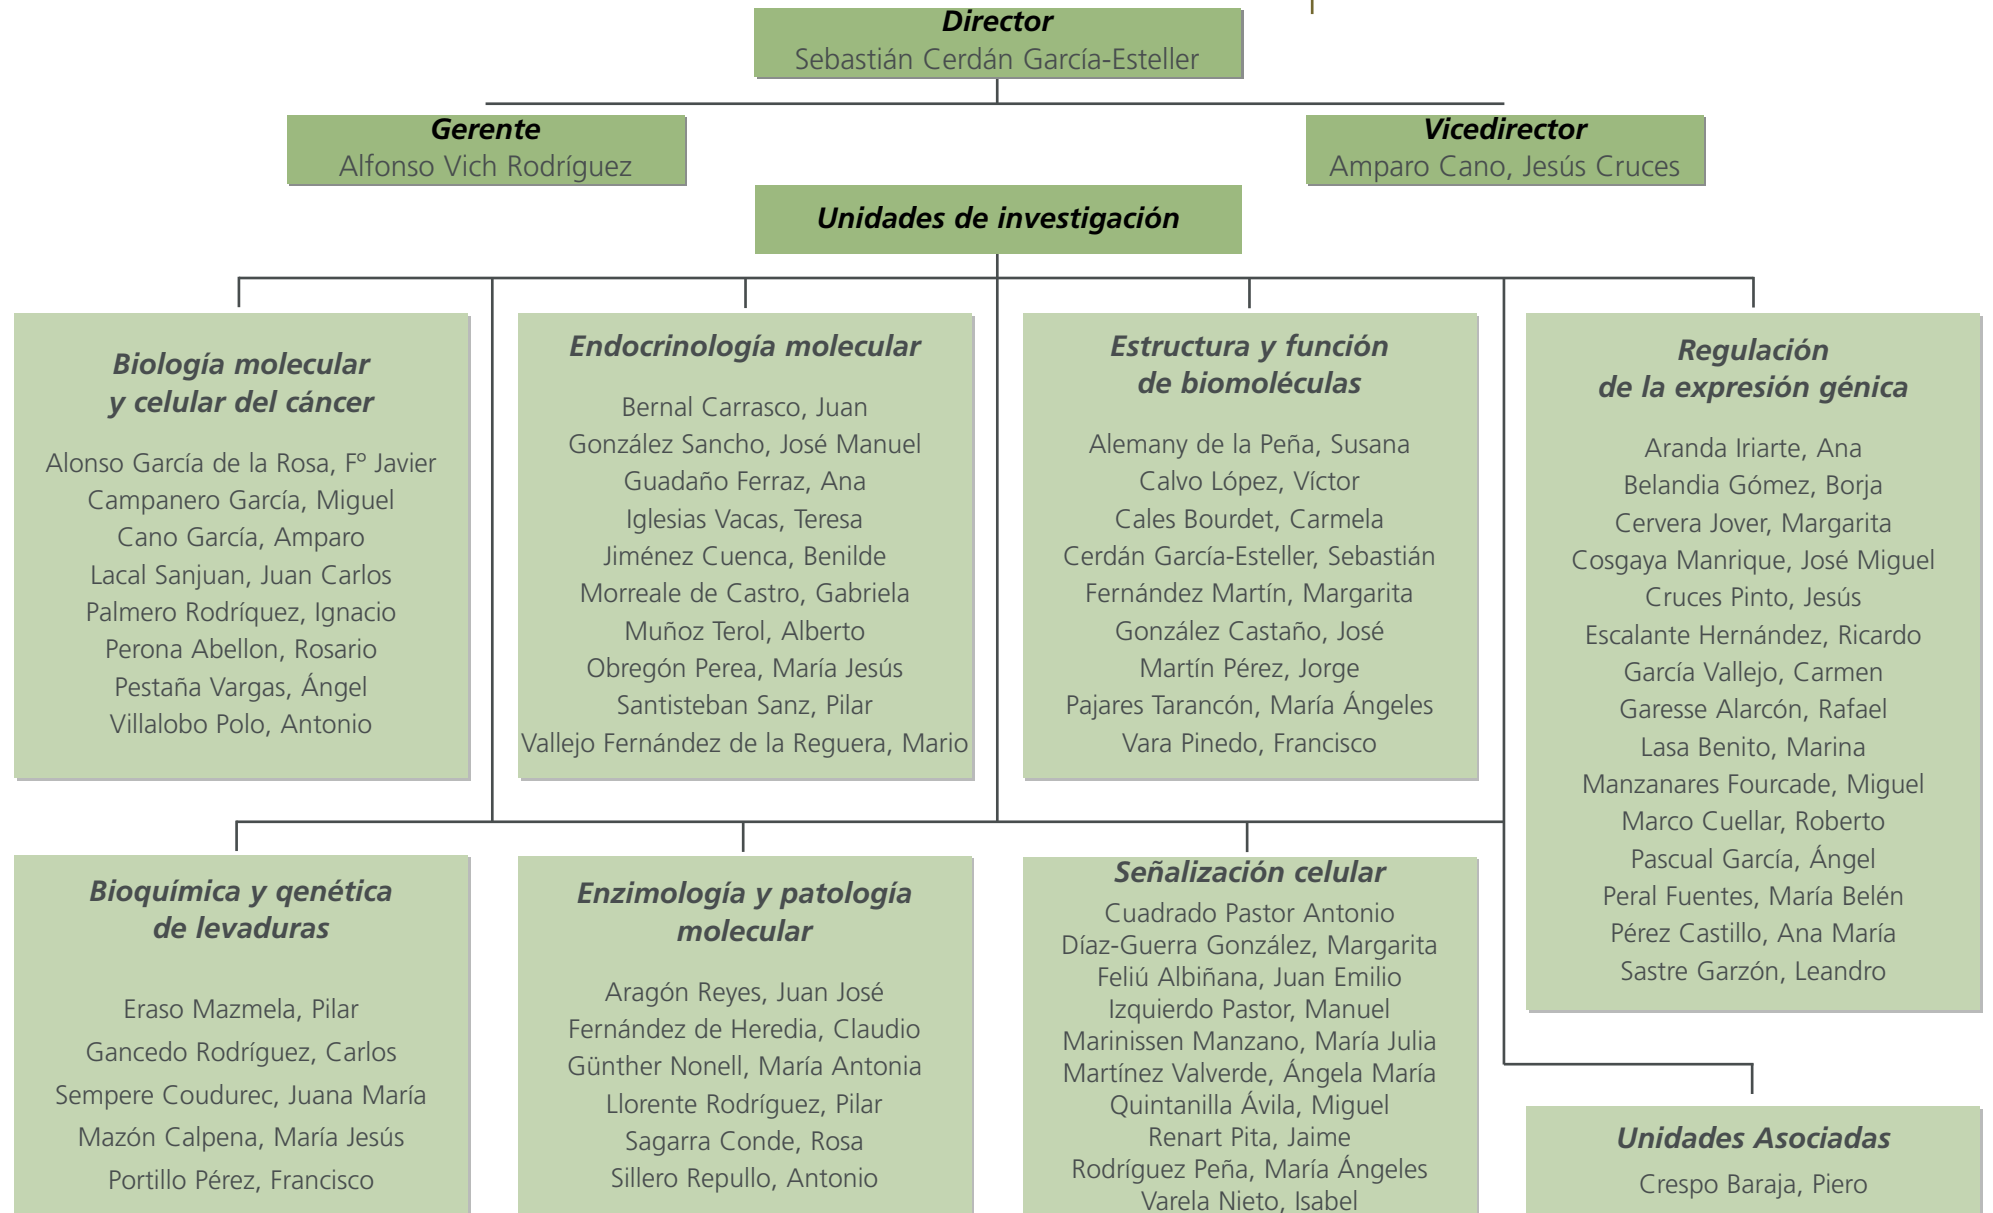 Director
Sebastián Cerdán García-Esteller
Gerente
Alfonso Vich Rodríguez
Vicedirector
Amparo Cano, Jesús Cruces
Unidades de investigación
Biología molecular
y celular del cáncer
Alonso García de la Rosa, Fº Javier
Campanero García, Miguel
Cano García, Amparo
Lacal Sanjuan, Juan Carlos
Palmero Rodríquez, Ignacio
Perona Abellon, Rosario
Pestaña Vargas, Ángel
Villalobo Polo, Antonio
Endocrinología molecular
Bernal Carrasco, Juan
González Sancho, José Manuel
Guadaño Ferraz, Ana
Iglesias Vacas, Teresa
Jiménez Cuenca, Benilde
Morreale de Castro, Gabriela
Muñoz Terol, Alberto
Obregón Perea, María Jesús
Santisteban Sanz, Pilar
Vallejo Fernández de la Reguera, Mario
Estructura y función
de biomoléculas
Alemany de la Peña, Susana
Calvo López, Víctor
Cales Bourdet, Carmela
Cerdán García-Esteller, Sebastián
Fernández Martín, Margarita
González Castaño, José
Martín Pérez, Jorge
Pajares Tarancón, María Ángeles
Vara Pinedo, Francisco
Regulación
de la expresión génica
Aranda Iriarte, Ana
Belandia Gómez, Borja
Cervera Jover, Margarita
Cosgaya Manrique, José Miguel
Cruces Pinto, Jesús
Escalante Hernández, Ricardo
García Vallejo, Carmen
Garesse Alarcón, Rafael
Lasa Benito, Marina
Manzanares Fourcade, Miguel
Marco Cuellar, Roberto
Pascual García, Ángel
Peral Fuentes, María Belén
Pérez Castillo, Ana María
Sastre Garzón, Leandro
Bioquímica y qenética
de levaduras
Eraso Mazmela, Pilar
Gancedo Rodríguez, Carlos
Sempere Coudurec, Juana María
Mazón Calpena, María Jesús
Portillo Pérez, Francisco
Enzimología y patología
molecular
Aragón Reyes, Juan José
Fernández de Heredia, Claudio
Günther Nonell, María Antonia
Llorente Rodríguez, Pilar
Sagarra Conde, Rosa
Sillero Repullo, Antonio
Señalización celular
Cuadrado Pastor Antonio
Díaz-Guerra González, Margarita
Feliú Albiñana, Juan Emilio
Izquierdo Pastor, Manuel
Marinissen Manzano, María Julia
Martínez Valverde, Ángela María
Quintanilla Ávila, Miguel
Renart Pita, Jaime
Rodríguez Peña, María Ángeles
Varela Nieto, Isabel
Unidades Asociadas
Crespo Baraja, Piero